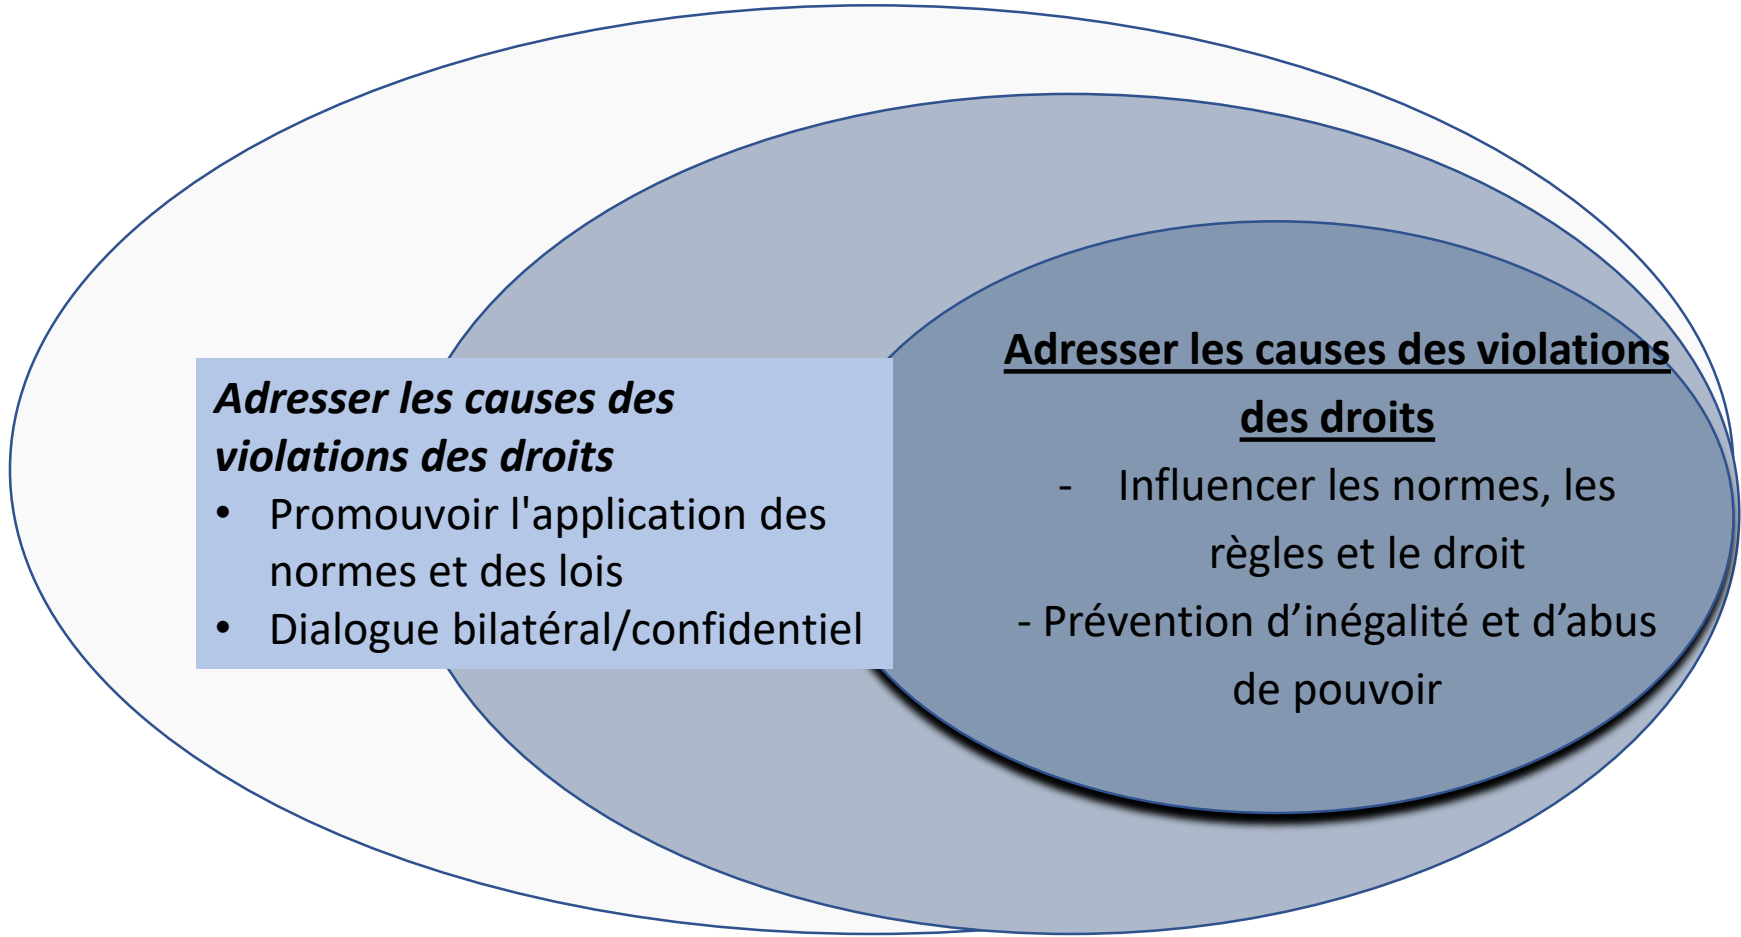 Adresser les causes des
violations des droits
• Promouvoir l'application des
normes et des lois
• Dialogue bilatéral/confidentiel
Adresser les causes des violations
des droits
- Influencer les normes, les
règles et le droit
- Prévention d’inégalité et d’abus
de pouvoir